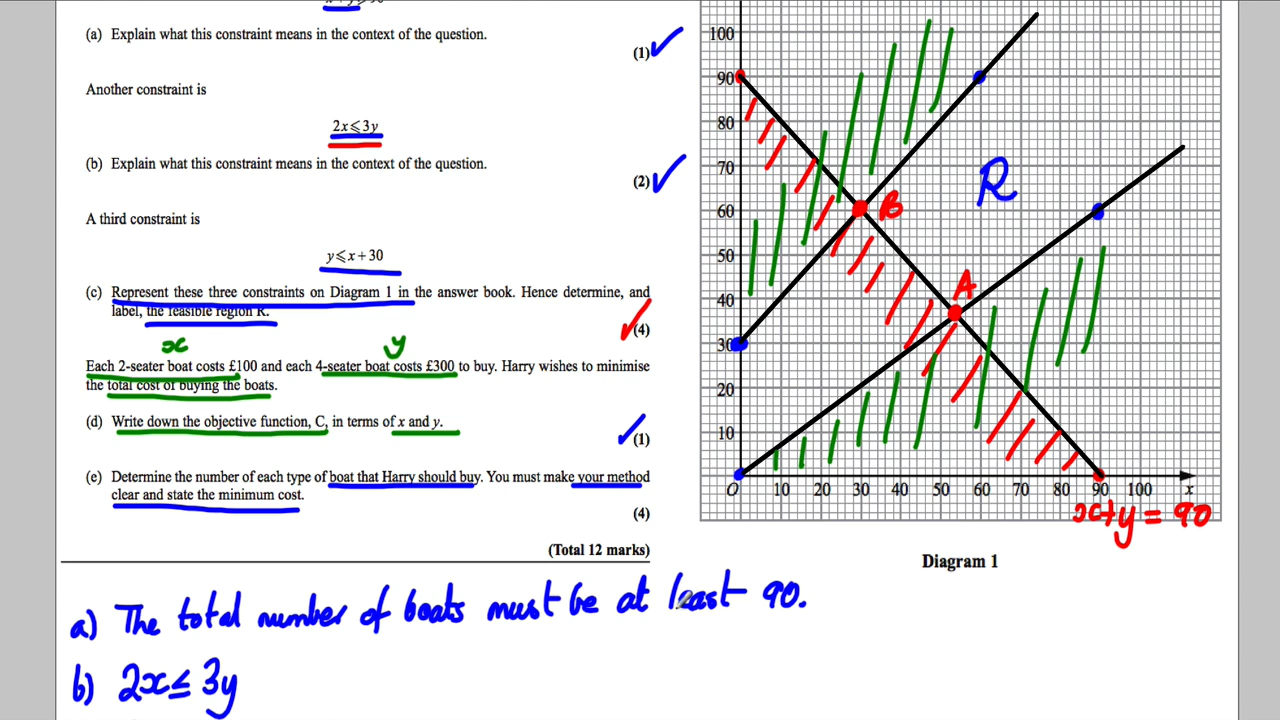 (a) Explain what this constraint means in the context of the question.
(1)
Another constraint is
2x⩽3y
(b) Explain what this constraint means in the context of the question.
(2)
A third constraint is
y⩽x+30
(c) Represent these three constraints on Diagram 1 in the answer book. Hence determine, and
label, the feasible region R.
(4)
x y
Each 2-seater boat costs £100 and each 4-seater boat costs £300 to buy. Harry wishes to minimise
the total cost of buying the boats.
(d) Write down the objective function, C, in terms of x and y.
(1)
(e) Determine the number of each type of boat that Harry should buy. You must make your method
clear and state the minimum cost.
(4)
(Total 12 marks)
100
90
80
70
60
50
40
30
20
10
O 10 20 30 40 50 60 70 80 90 100 x
R
B
A
x+y = 90
Diagram 1
a) The total number of boats must be at least 90.
b) 2x≤ 3y